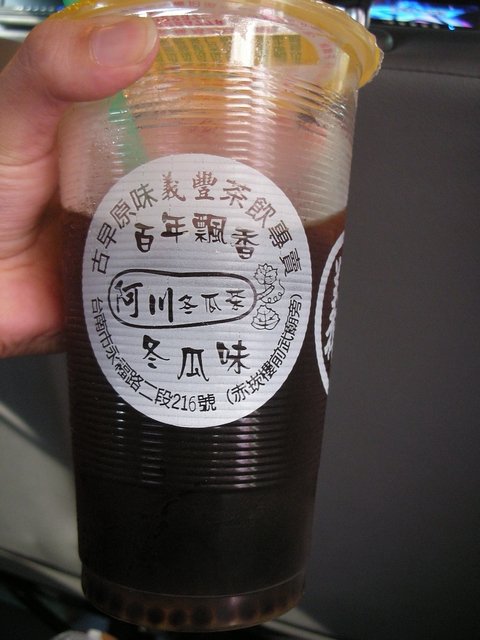 古早原味義豐茶飲專賣
百年飄香
阿川冬瓜茶
冬瓜味
台南市永福路二段216號(赤崁樓前武廟旁)